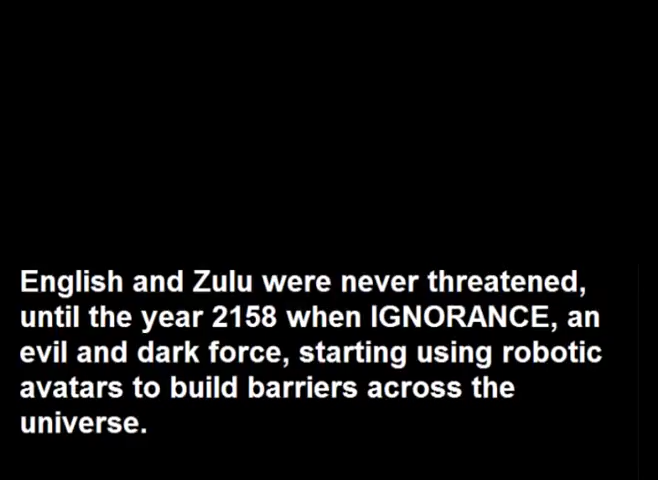 English and Zulu were never threatened,
until the year 2158 when IGNORANCE, an
evil and dark force, starting using robotic
avatars to build barriers across the
universe.